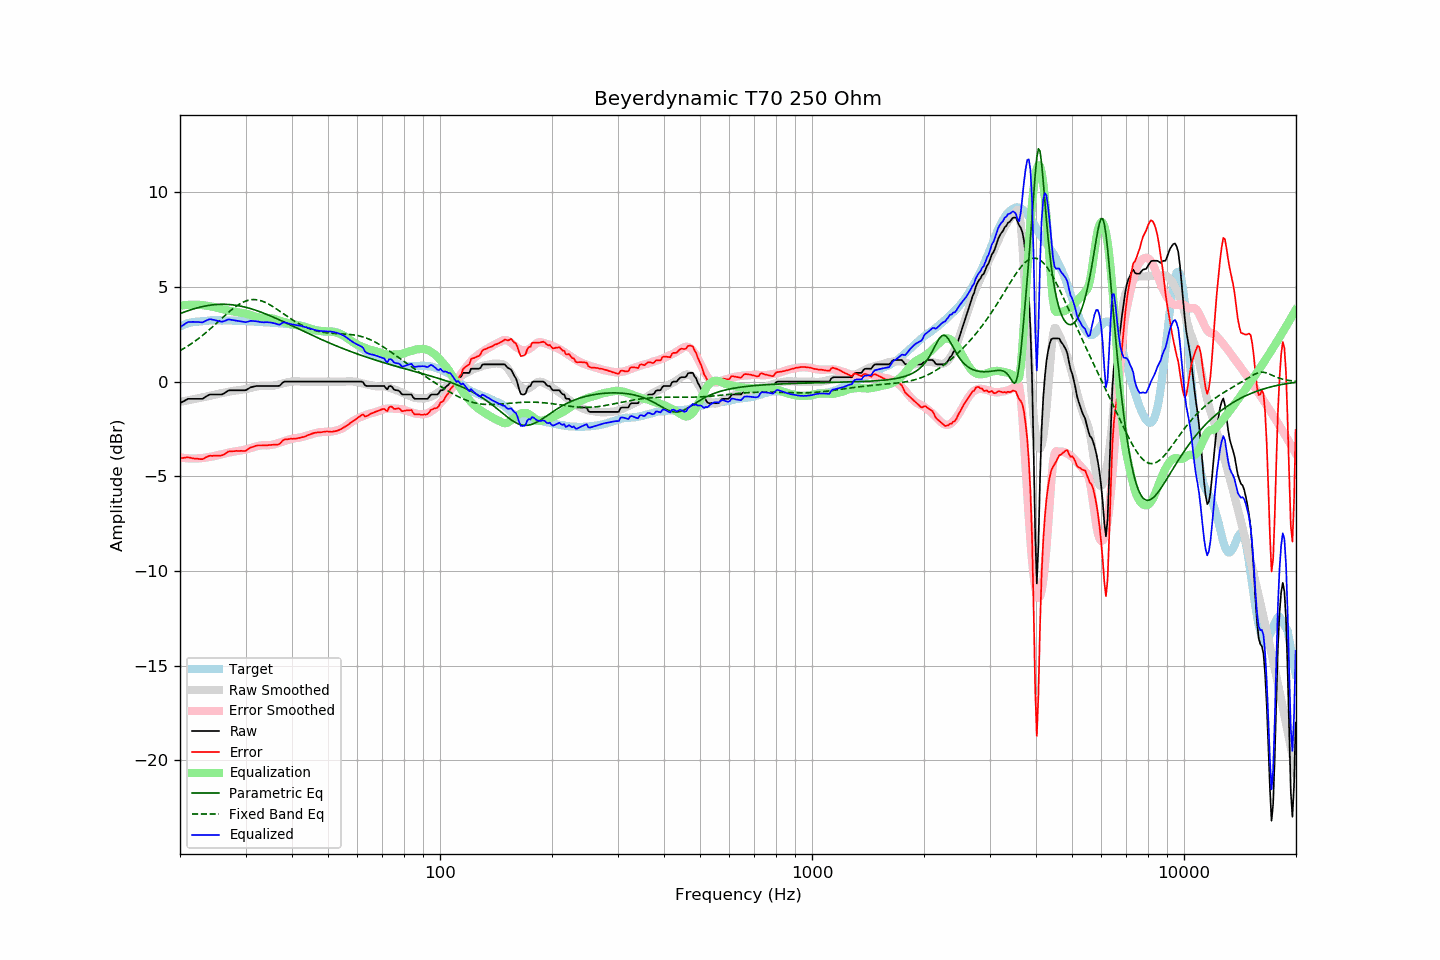 Beyerdynamic T70 250 Ohm
Amplitude (dBr)
10
5
0
−5
−10
−15
−20
Target
Raw Smoothed
Error Smoothed
Raw
Error
Equalization
Parametric Eq
Fixed Band Eq
Equalized
100
1000
10000
Frequency (Hz)